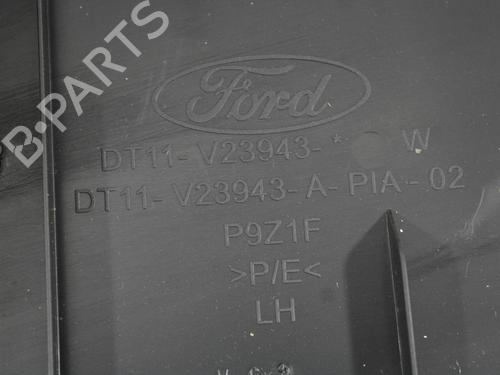 Ford
DT11- V23943-* W
DT11- V23943-A- PIA- 02
P9Z1F
>P/E<
LH
B-PARTS